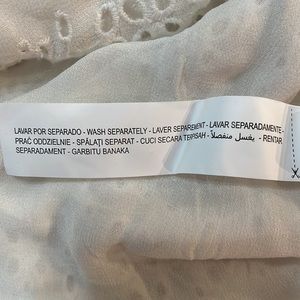 LAVAR POR SEPARADO - WASH SEPARATELY - LAVER SEPAREMENT - LAVAR SEPARADAMENTE -
PRAĆ ODDZIELNIE - SPĂLAȚI SEPARAT - CUCI SECARA TERPISAH - يغسل منفصلاً - RENTAR
SEPARADAMENT - GARBITU BANAKA